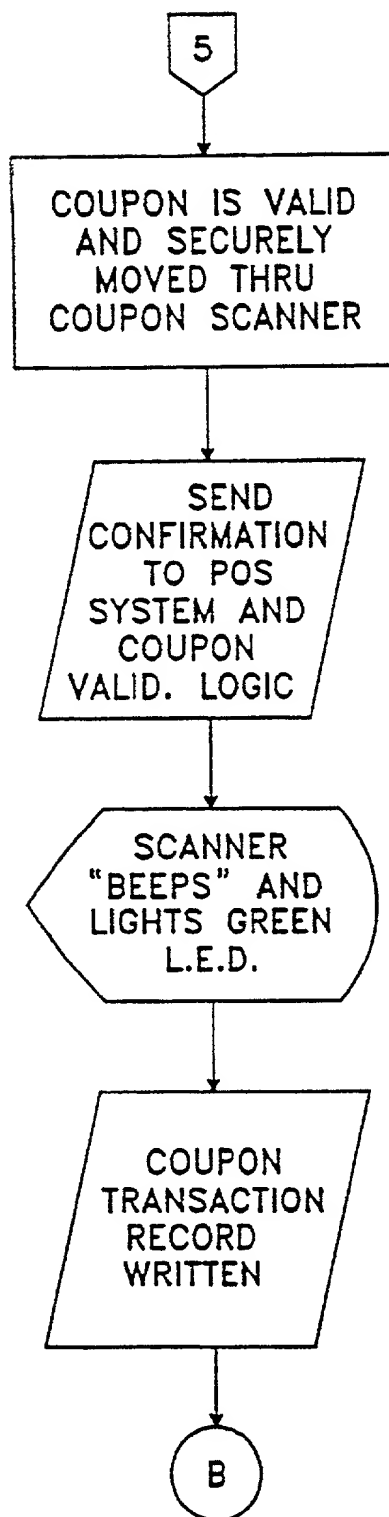 5
COUPON IS VALID
AND SECURELY
MOVED THRU
COUPON SCANNER
SEND
CONFIRMATION
TO POS
SYSTEM AND
COUPON
VALID. LOGIC
SCANNER
"BEEPS" AND
LIGHTS GREEN
L.E.D.
COUPON
TRANSACTION
RECORD
WRITTEN
B